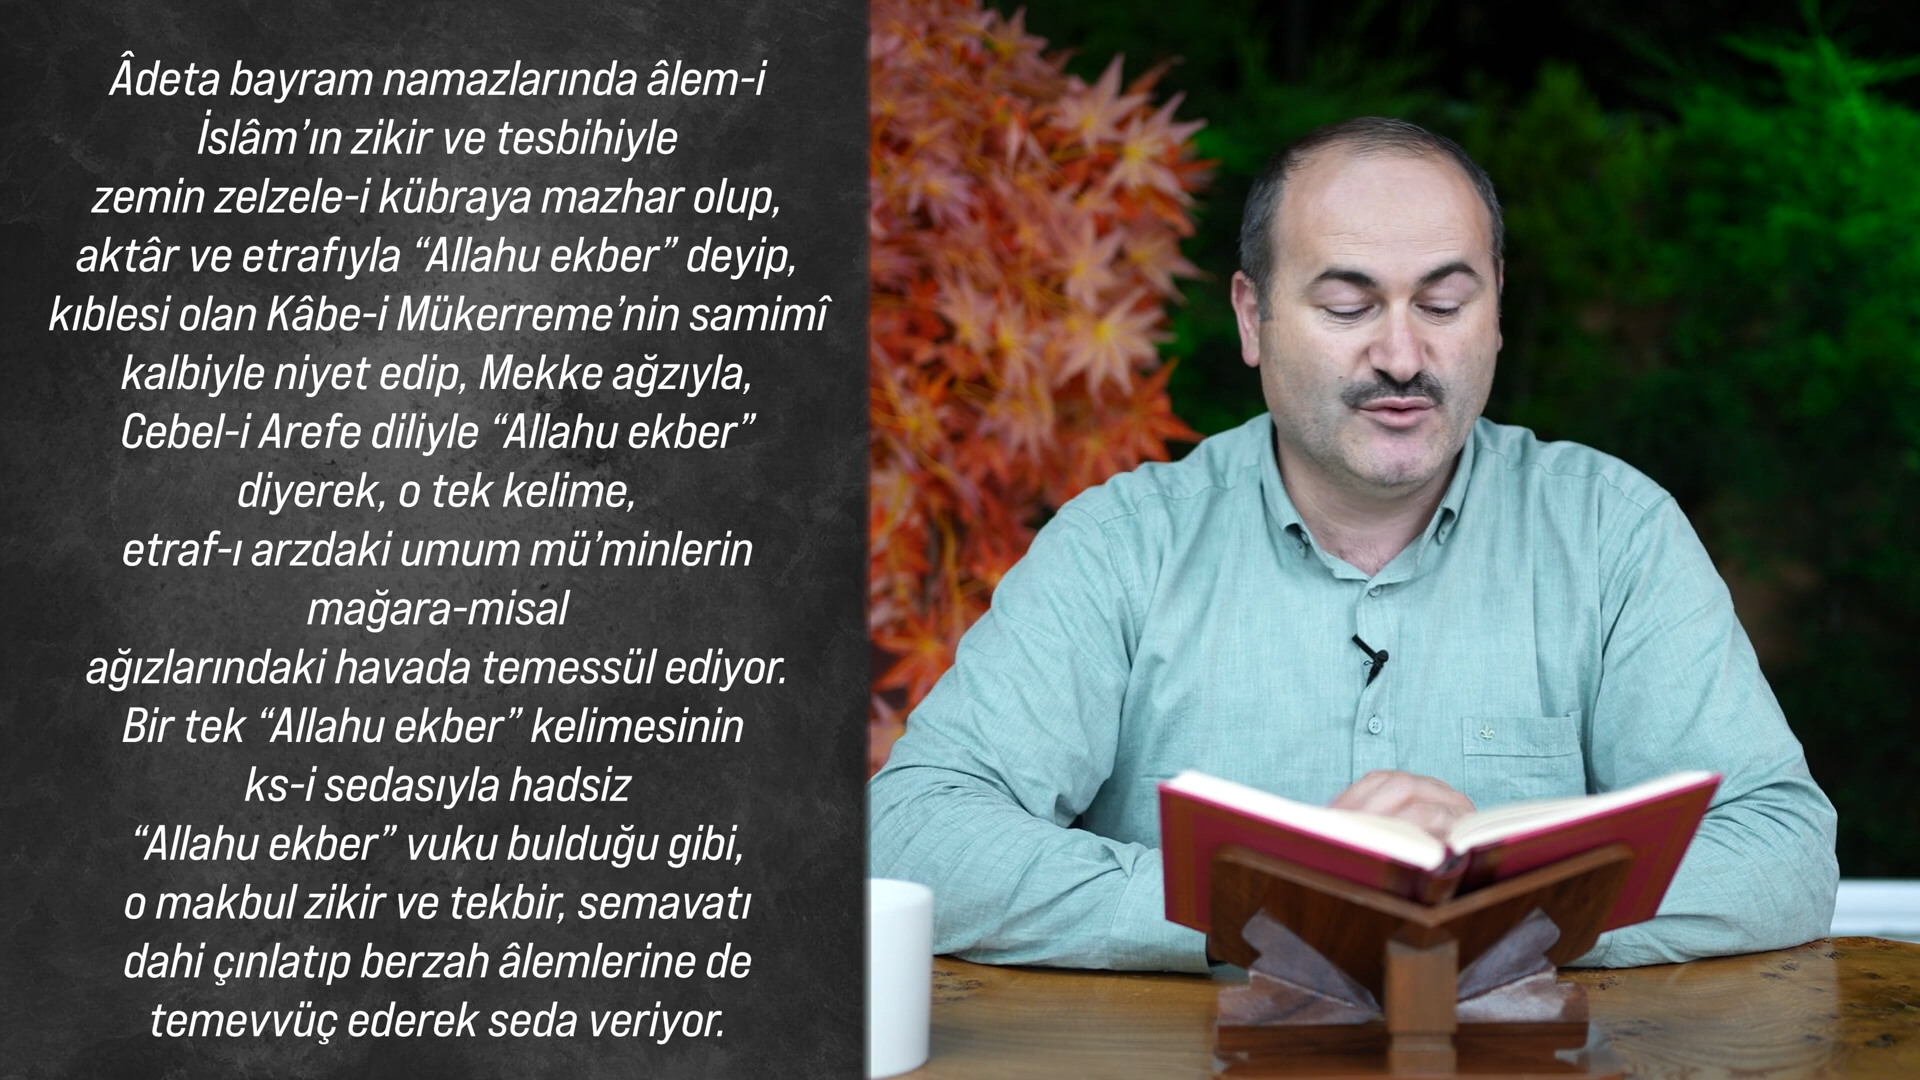 Âdeta bayram namazlarında âlem-i
İslâm’ın zikir ve tesbihiyle
zemin zelzele-i kübraya mazhar olup,
aktâr ve etrafıyla “Allahu ekber” deyip,
kıblesi olan Kâbe-i Mükerreme’nin samimî
kalbiyle niyet edip, Mekke ağzıyla,
Cebel-i Arefe diliyle “Allahu ekber”
diyerek, o tek kelime,
etraf-ı arzdaki umum mü’minlerin
mağara-misal
ağızlarındaki havada temessül ediyor.
Bir tek “Allahu ekber” kelimesinin
ks-i sedasıyla hadsiz
“Allahu ekber” vuku bulduğu gibi,
o makbul zikir ve tekbir, semavatı
dahi çınlatıp berzah âlemlerine de
temevvüç ederek seda veriyor.